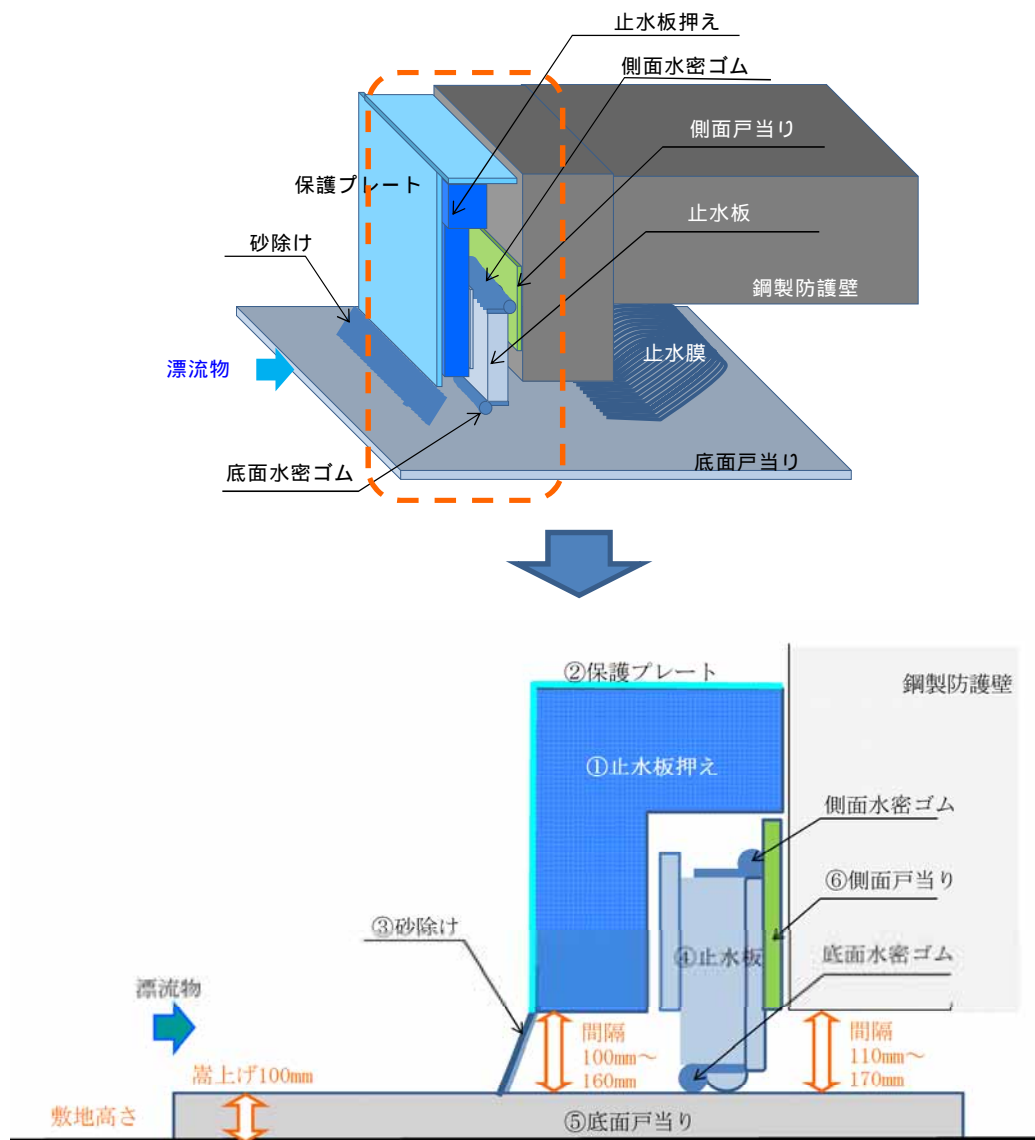 止水板押え
側面水密ゴム
側面戸当り
保護プレート
止水板
砂除け
鋼製防護壁
止水膜
漂流物
底面戸当り
底面水密ゴム
②保護プレート
鋼製防護壁
①止水板押え
側面水密ゴム
⑥側面戸当り
③砂除け
④止水板
底面水密ゴム
漂流物
間隔
100mm～
160mm
間隔
110mm～
170mm
嵩上げ100mm
敷地高さ
⑤底面戸当り